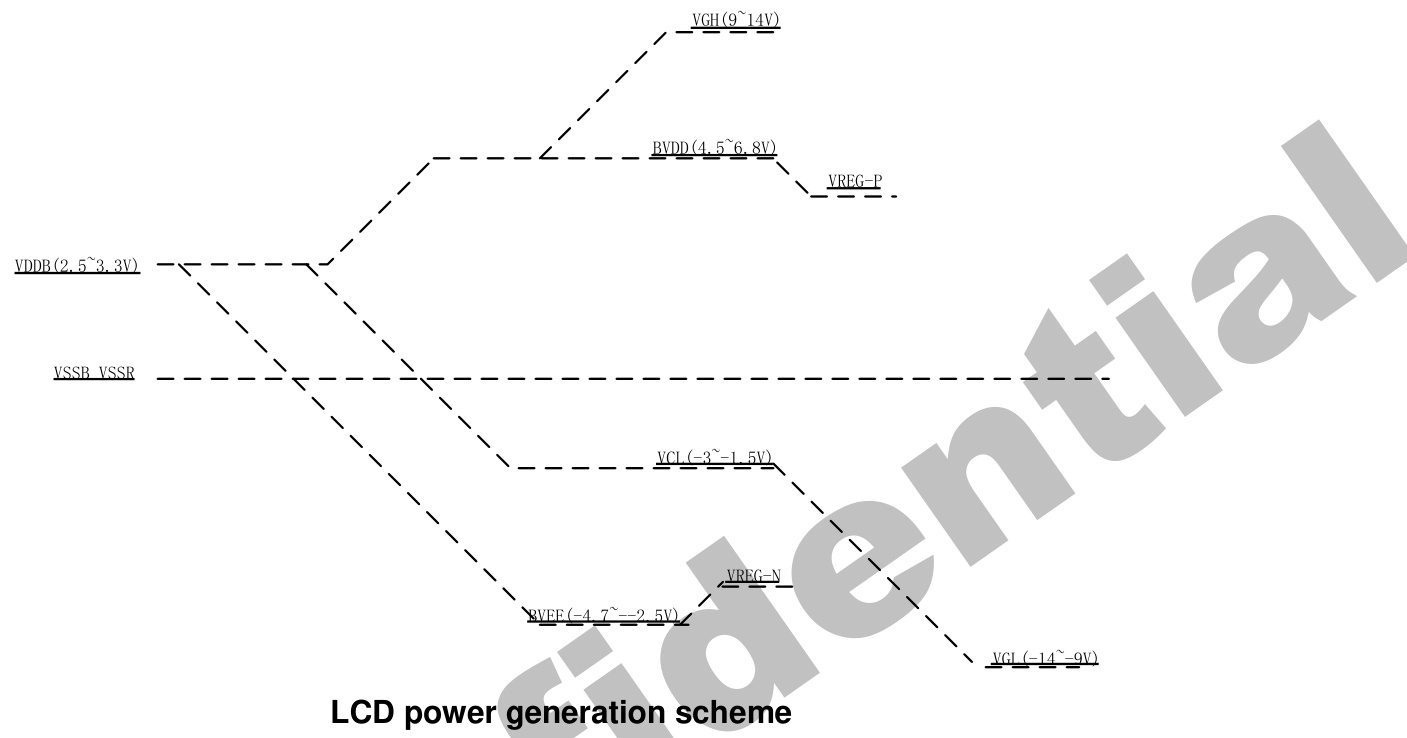 VGH(9~14V)
BVDD(4.5~6.8V)
VREG-P
VDDB(2.5~3.3V)
VSSB VSSR
VCL(-3~-1.5V)
VREG-N
BVEE(-4.7~--2.5V)
VGL(-14~-9V)
LCD power generation scheme
fidential